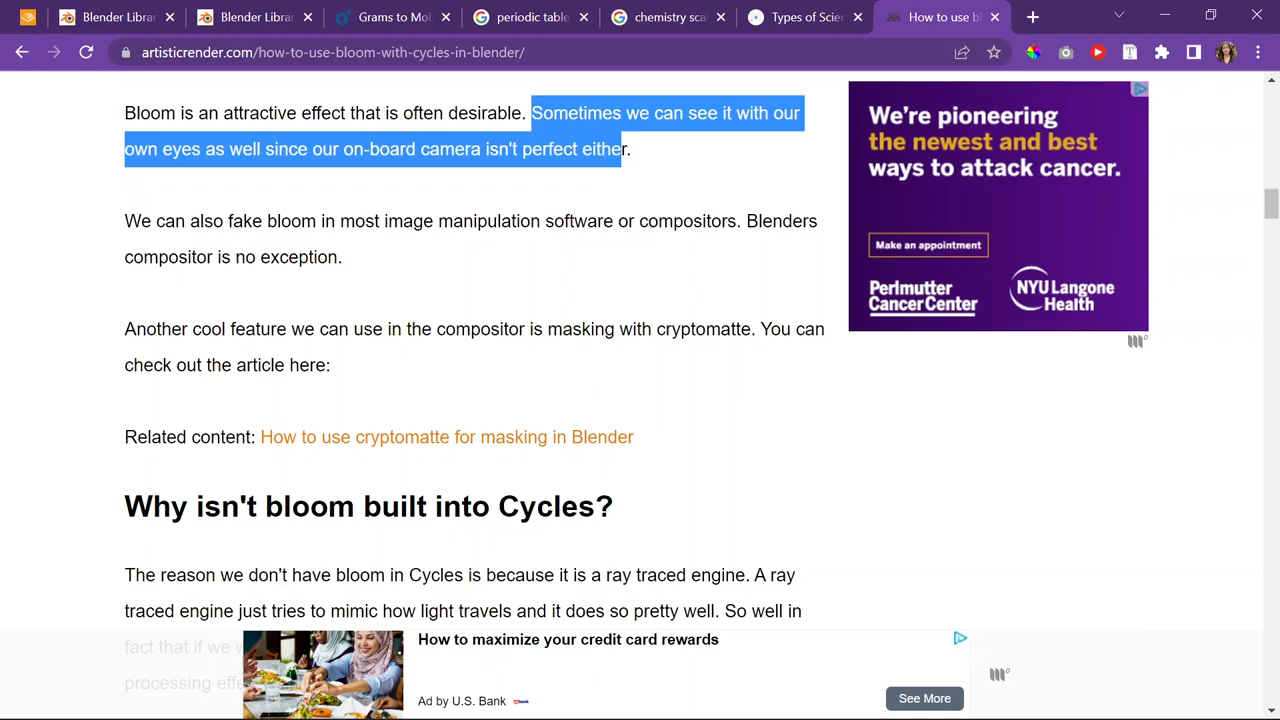 Blender Librar
Blender Librar
Grams to Mol
periodic table
chemistry sca
Types of Scien
How to use b
artisticrender.com/how-to-use-bloom-with-cycles-in-blender/
Bloom is an attractive effect that is often desirable. Sometimes we can see it with our
own eyes as well since our on-board camera isn't perfect either.
We can also fake bloom in most image manipulation software or compositors. Blenders
compositor is no exception.
Another cool feature we can use in the compositor is masking with cryptomatte. You can
check out the article here:
Related content: How to use cryptomatte for masking in Blender
Why isn't bloom built into Cycles?
The reason we don't have bloom in Cycles is because it is a ray traced engine. A ray
traced engine just tries to mimic how light travels and it does so pretty well. So well in
fact that if we w
processing effe
We're pioneering
the newest and best
ways to attack cancer.
Make an appointment
Perlmutter
Cancer Center
NYU Langone
Health
How to maximize your credit card rewards
Ad by U.S. Bank
See More